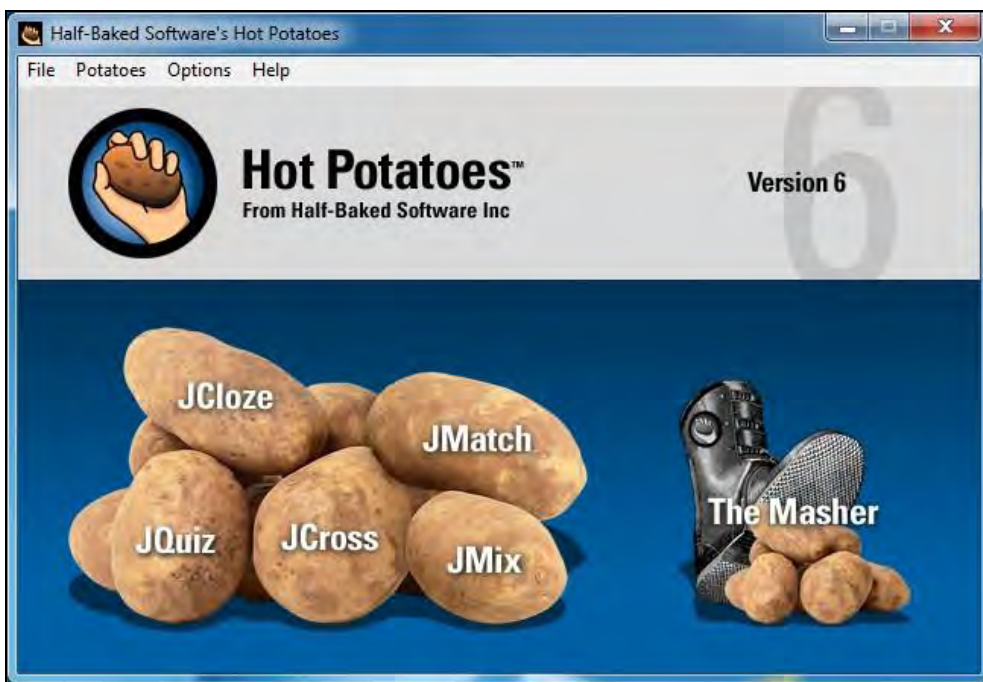 Half-Baked Software's Hot Potatoes
File Potatoes Options Help
6
Hot Potatoes™
From Half-Baked Software Inc
Version 6
JCloze
JMatch
JQuiz
JCross
JMix
The Masher